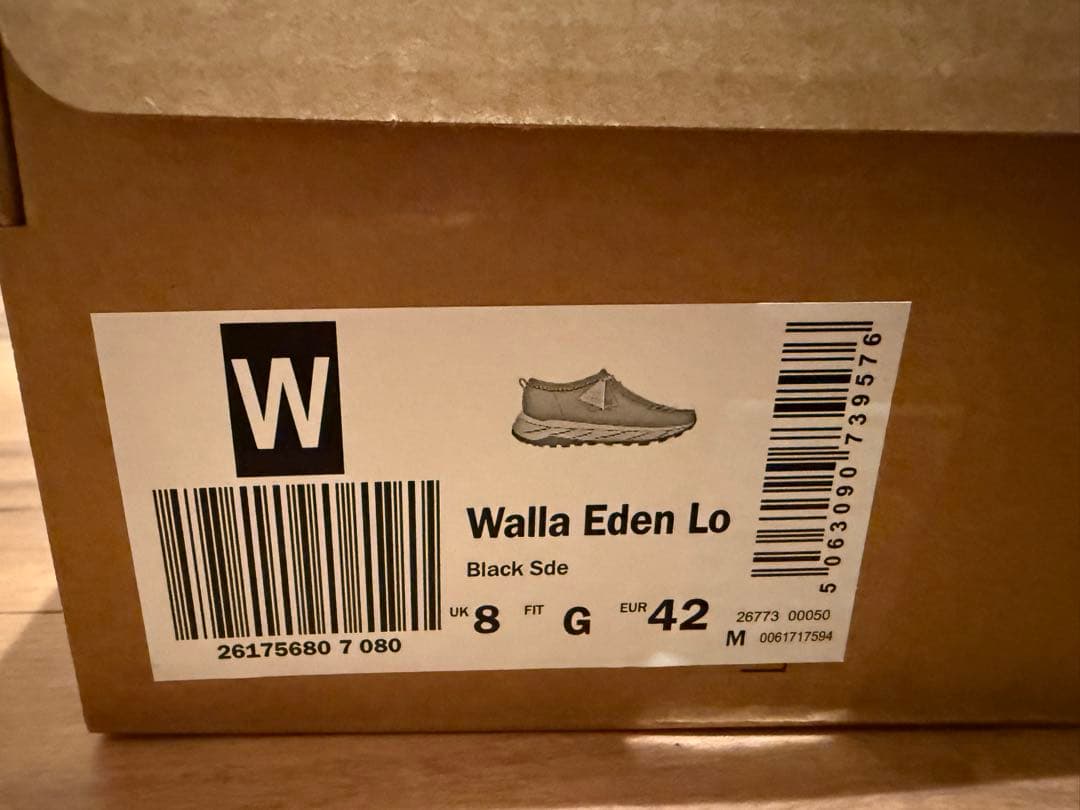 W
26175680 7 080
Walla Eden Lo
Black Sde
UK 8 FIT G EUR 42
26773 00050
M 0061717594
5 063090 739576